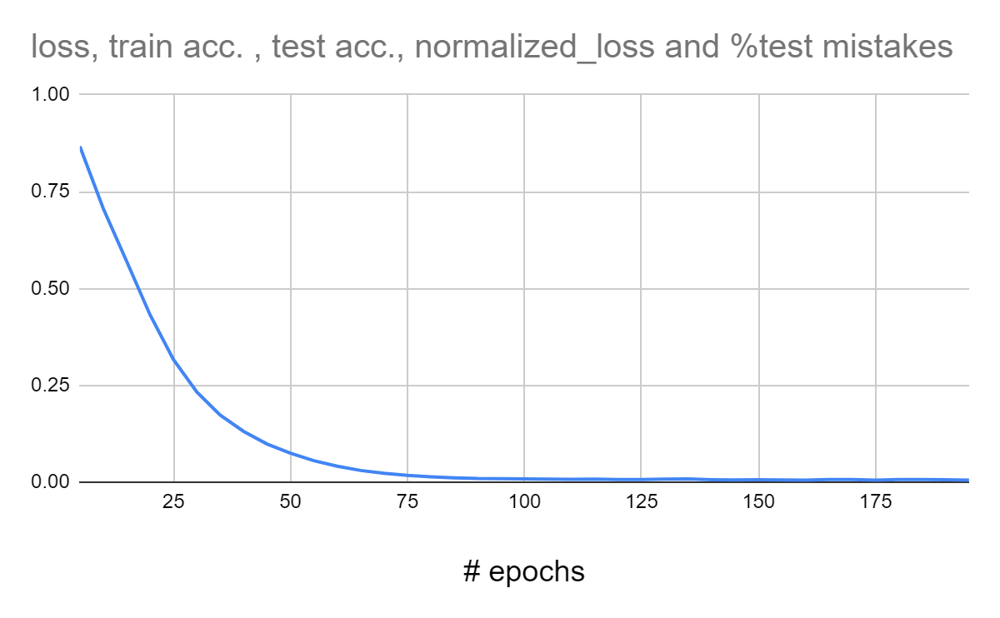 loss, train acc. , test acc., normalized_loss and %test mistakes
1.00
0.75
0.50
0.25
0.00
25 50 75 100 125 150 175
# epochs